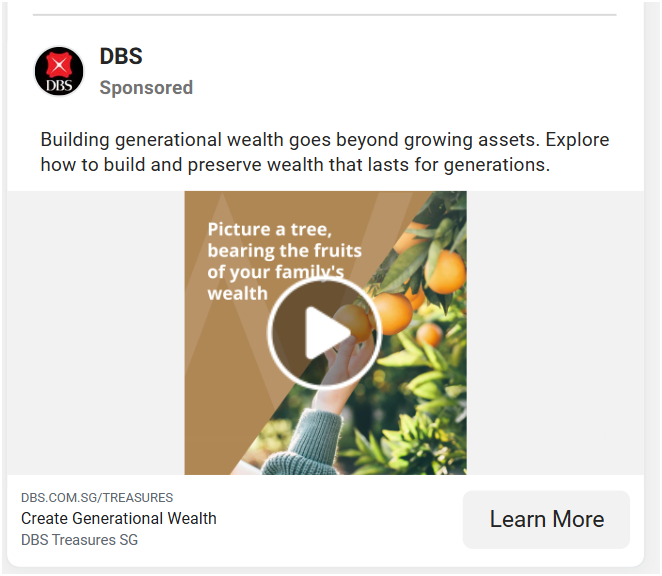 DBS
DBS
Sponsored
Building generational wealth goes beyond growing assets. Explore
how to build and preserve wealth that lasts for generations.
Picture a tree,
bearing the fruits
of your family's
wealth
DBS.COM.SG/TREASURES
Create Generational Wealth
DBS Treasures SG
Learn More